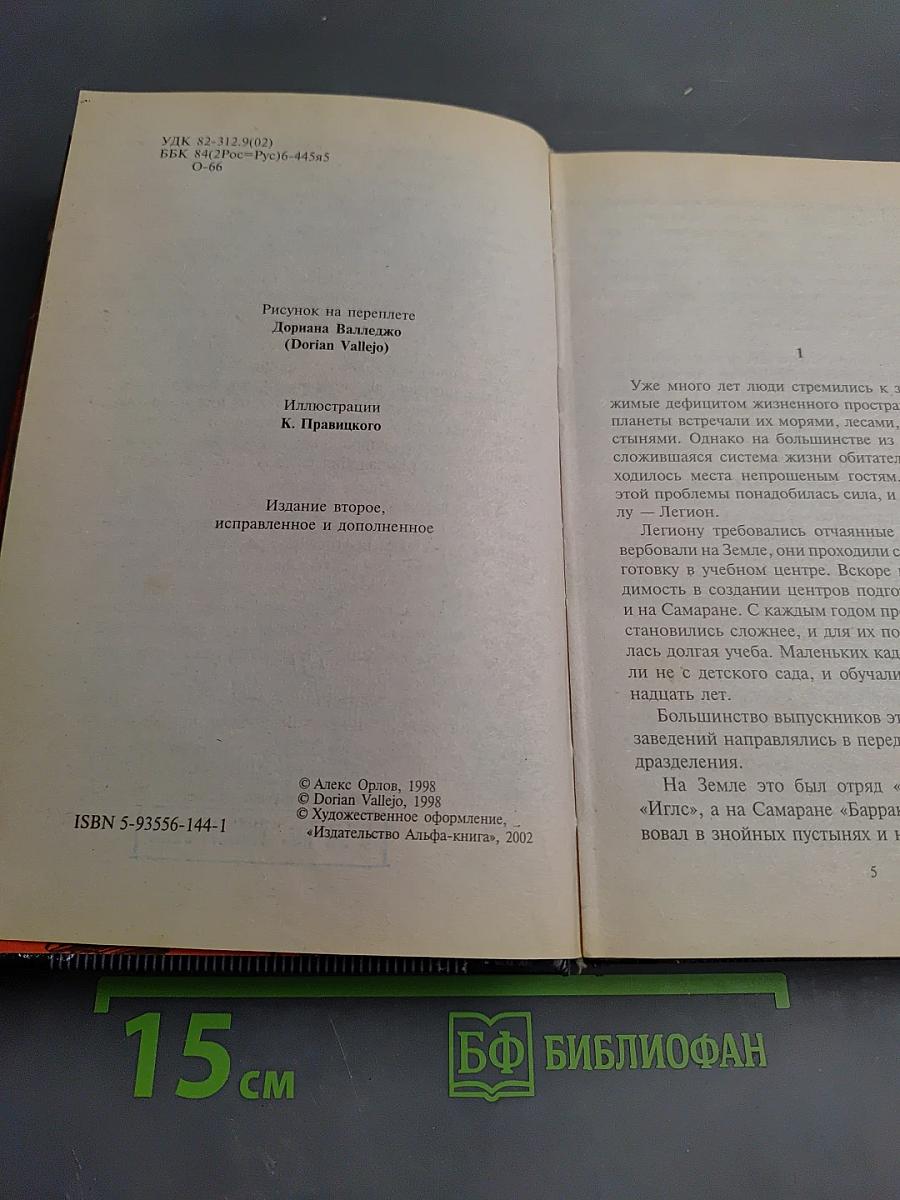 УДК 82-312.9(02)
ББК 84(2Рос=Рус)6-445я5
О-66
Рисунок на переплете
Дориана Валледжо
(Dorian Vallejo)
Иллюстрации
К. Правицкого
Издание второе,
исправленное и дополненное
© Алекс Орлов, 1998
© Dorian Vallejo, 1998
© Художественное оформление,
«Издательство Альфа-книга», 2002
ISBN 5-93556-144-1
1
Уже много лет люди стремились к з
жимые дефицитом жизненного простра
планеты встречали их морями, лесами,
стынями. Однако на большинстве из
сложившаяся система жизни обитател
ходилось места непрошеным гостям.
этой проблемы понадобилась сила, и
лу — Легион.
Легиону требовались отчаянные
вербовали на Земле, они проходили с
готовку в учебном центре. Вскоре
димость в создании центров подго
и на Самаране. С каждым годом пр
становились сложнее, и для их по
лась долгая учеба. Маленьких кад
ли не с детского сада, и обучали
надцать лет.
Большинство выпускников эт
заведений направлялись в перед
дразделения.
На Земле это был отряд «
«Иглс», а на Самаране «Барра
вовал в знойных пустынях и н
5
15 см
БФ БИБЛИОФАН